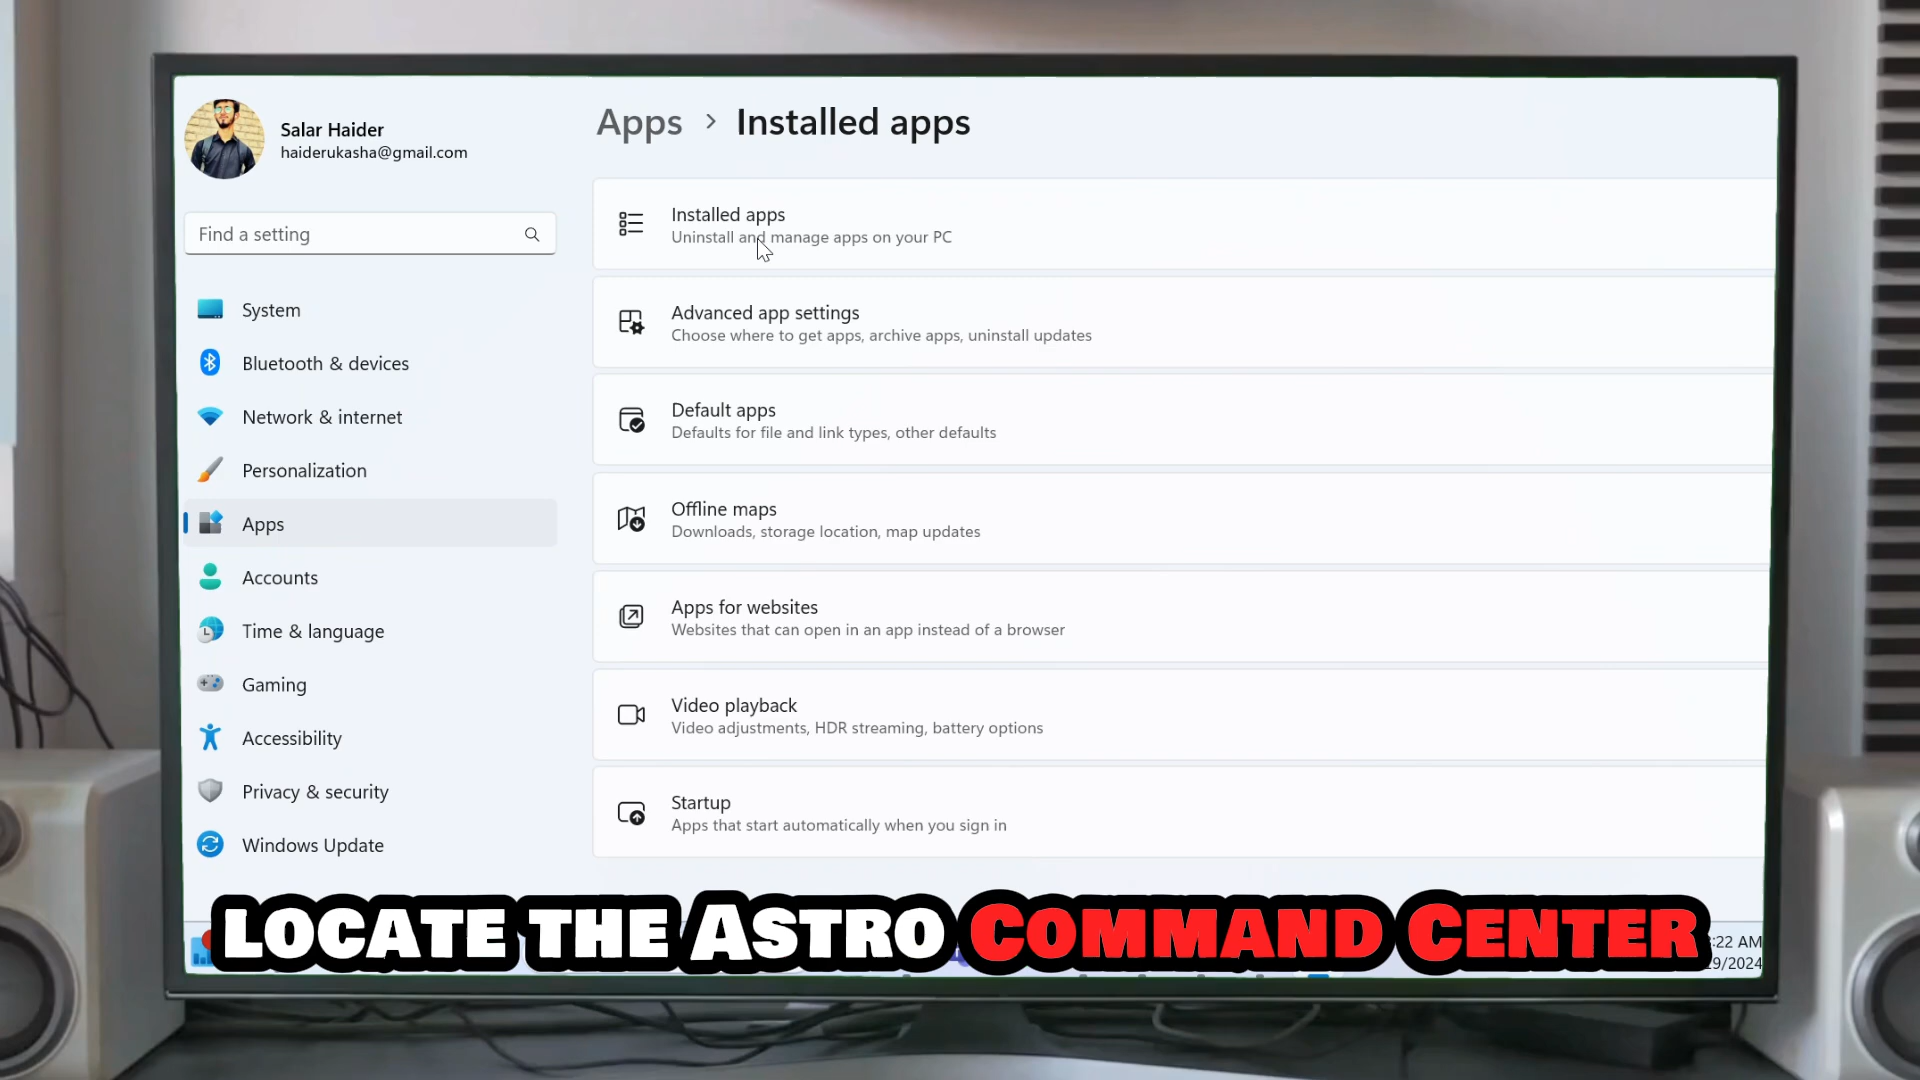 Salar Haider
haiderukasha@gmail.com
Find a setting
System
Bluetooth & devices
Network & internet
Personalization
Apps
Accounts
Time & language
Gaming
Accessibility
Privacy & security
Windows Update
Apps > Installed apps
Installed apps
Uninstall and manage apps on your PC
Advanced app settings
Choose where to get apps, archive apps, uninstall updates
Default apps
Defaults for file and link types, other defaults
Offline maps
Downloads, storage location, map updates
Apps for websites
Websites that can open in an app instead of a browser
Video playback
Video adjustments, HDR streaming, battery options
Startup
Apps that start automatically when you sign in
:22 AM
29/2024
LOCATE THE ASTRO COMMAND CENTER